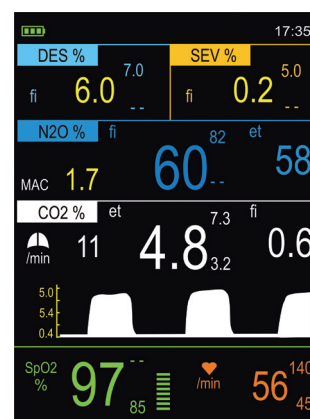 17:35
DES % 7.0 SEV % 5.0
fi 6.0 -- fi 0.2 --
N2O % fi 82 et
MAC 1.7 60 -- 58
CO2 % et 7.3 fi
/min 11 4.8 3.2 0.6
5.0
5.4
0.4
SpO2 % 97 -- 85 /min 56 140 45